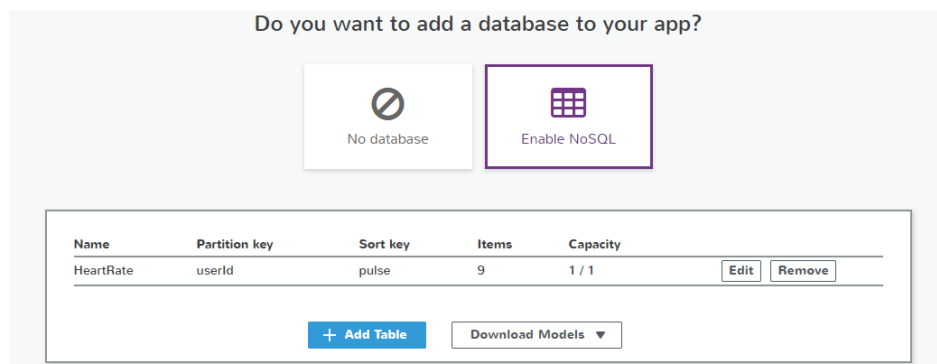 Do you want to add a database to your app?
No database
Enable NoSQL
Name Partition key Sort key Items Capacity
HeartRate userId pulse 9 1 / 1 Edit Remove
+ Add Table Download Models ▼